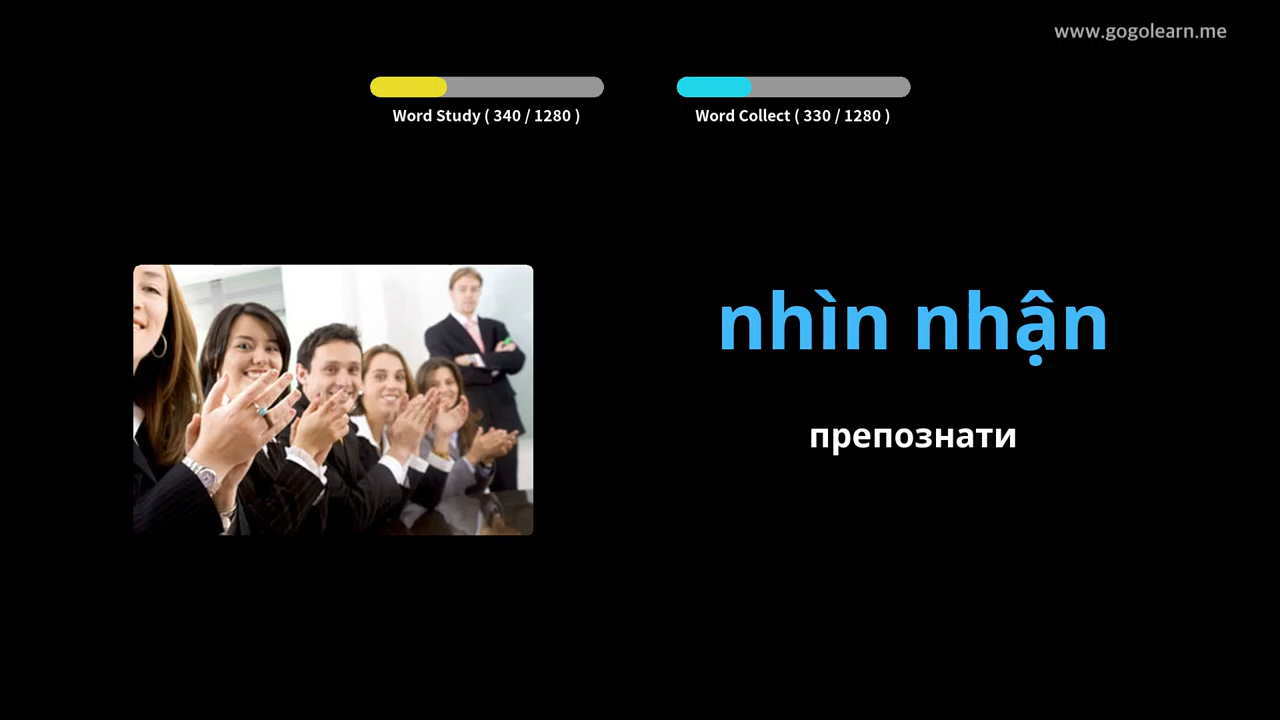 www.gogolearn.me
Word Study ( 340 / 1280 )
Word Collect ( 330 / 1280 )
nhìn nhận
препознати